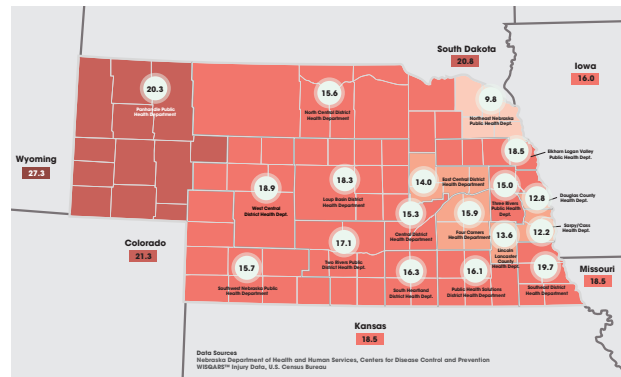 South Dakota
20.8
Iowa
16.0
20.3
Panhandle Public
Health Department
15.6
North Central District
Health Department
9.8
Northeast Nebraska
Public Health Dept.
18.5
Elkhorn Logan Valley
Public Health Dept.
Wyoming
27.3
18.9
West Central
District Health Dept.
18.3
Loup Basin District
Health Department
14.0
East Central District
Health Department
15.0
Three Rivers
Public Health
Dept.
12.8
Douglas County
Health Dept.
15.3
Central District
Health Department
15.9
Four Corners
Health Department
13.6
Lincoln
Lancaster
County
Health Dept.
12.2
Sarpy/Cass
Health Dept.
Colorado
21.3
15.7
Southwest Nebraska Public
Health Department
17.1
Two Rivers Public
District Health Dept.
16.3
South Heartland
District Health Dept.
16.1
Public Health Solutions
District Health Department
19.7
Southeast District
Health Department
Missouri
18.5
Kansas
18.5
Data Sources
Nebraska Department of Health and Human Services, Centers for Disease Control and Prevention
WISQARS™ Injury Data, U.S. Census Bureau